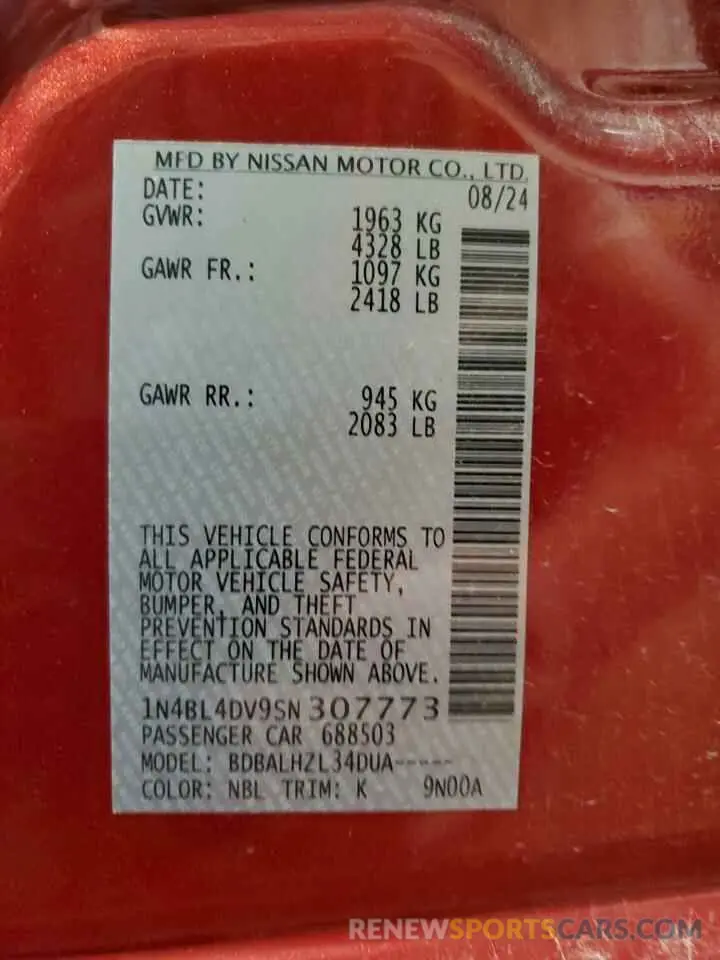 MFD BY NISSAN MOTOR CO., LTD.
DATE: 08/24
GVWR: 1963 KG
4328 LB
GAWR FR.: 1097 KG
2418 LB
GAWR RR.: 945 KG
2083 LB
THIS VEHICLE CONFORMS TO
ALL APPLICABLE FEDERAL
MOTOR VEHICLE SAFETY,
BUMPER, AND THEFT
PREVENTION STANDARDS IN
EFFECT ON THE DATE OF
MANUFACTURE SHOWN ABOVE.
1N4BL4DV9SN307773
PASSENGER CAR 688503
MODEL: BDBALHZL34DUA-----
COLOR: NBL TRIM: K 9N00A
RENEWSPORTSCARS.COM